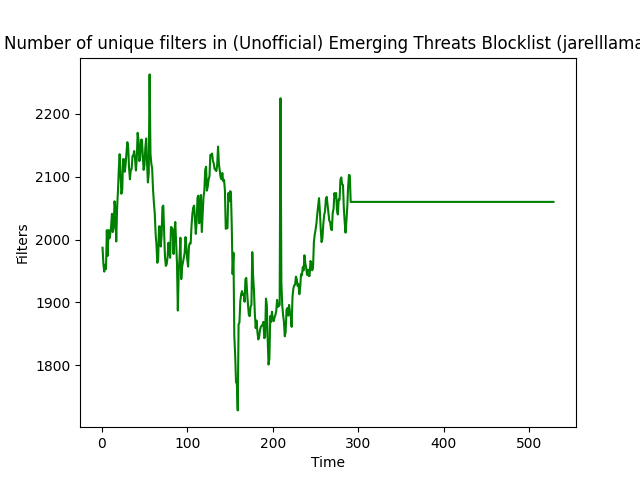 Number of unique filters in (Unofficial) Emerging Threats Blocklist (jarelllama
2200
2100
2000
1900
1800
Filters
0 100 200 300 400 500
Time